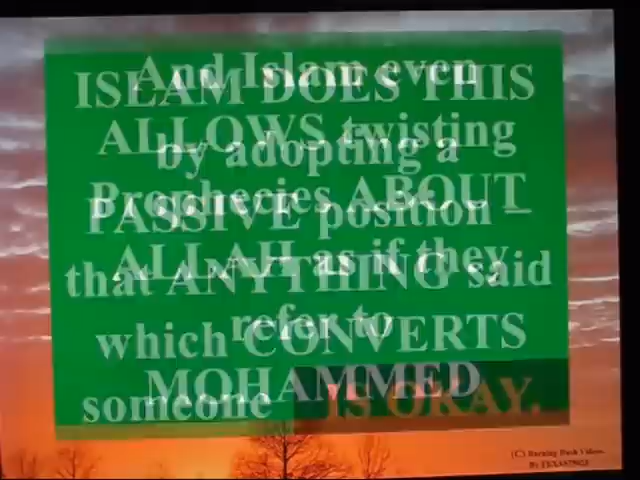 ISLAM DOES THIS
by adopting a
PASSIVE position –
that ANYTHING said
which CONVERTS
someone IS OKAY.
And Islam even
ALLOWS twisting
Prophecies ABOUT
ALLAH as if they
refer to
MOHAMMED
(C) Burning Bush Videos.
By